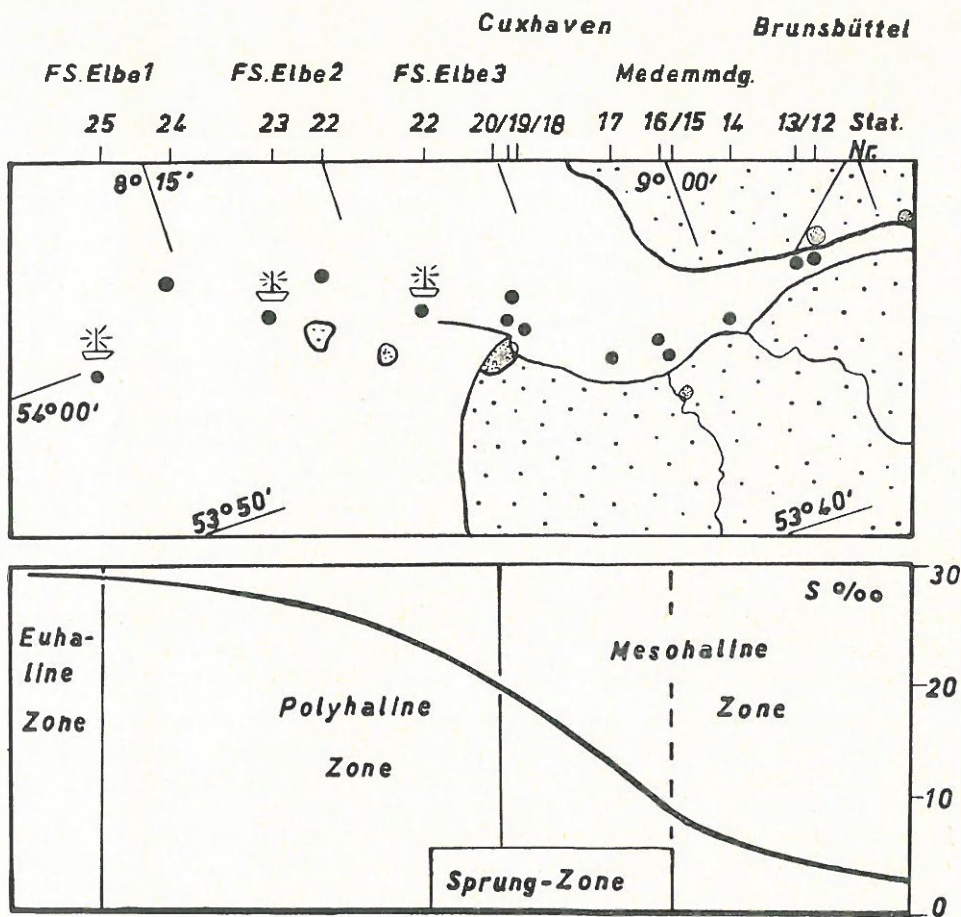 Cuxhaven Brunsbüttel
FS.Elbe1 FS.Elbe2 FS.Elbe3 Medemmdg.
25 24 23 22 22 20/19/18 17 16/15 14 13/12 Stat.
Nr.
8° 15' 9° 00'
54°00'
53° 50' 53° 40'
30
S ‰
Euha-
line
Zone
Mesohaline
Zone
20
Polyhaline
Zone
10
Sprung-Zone
0